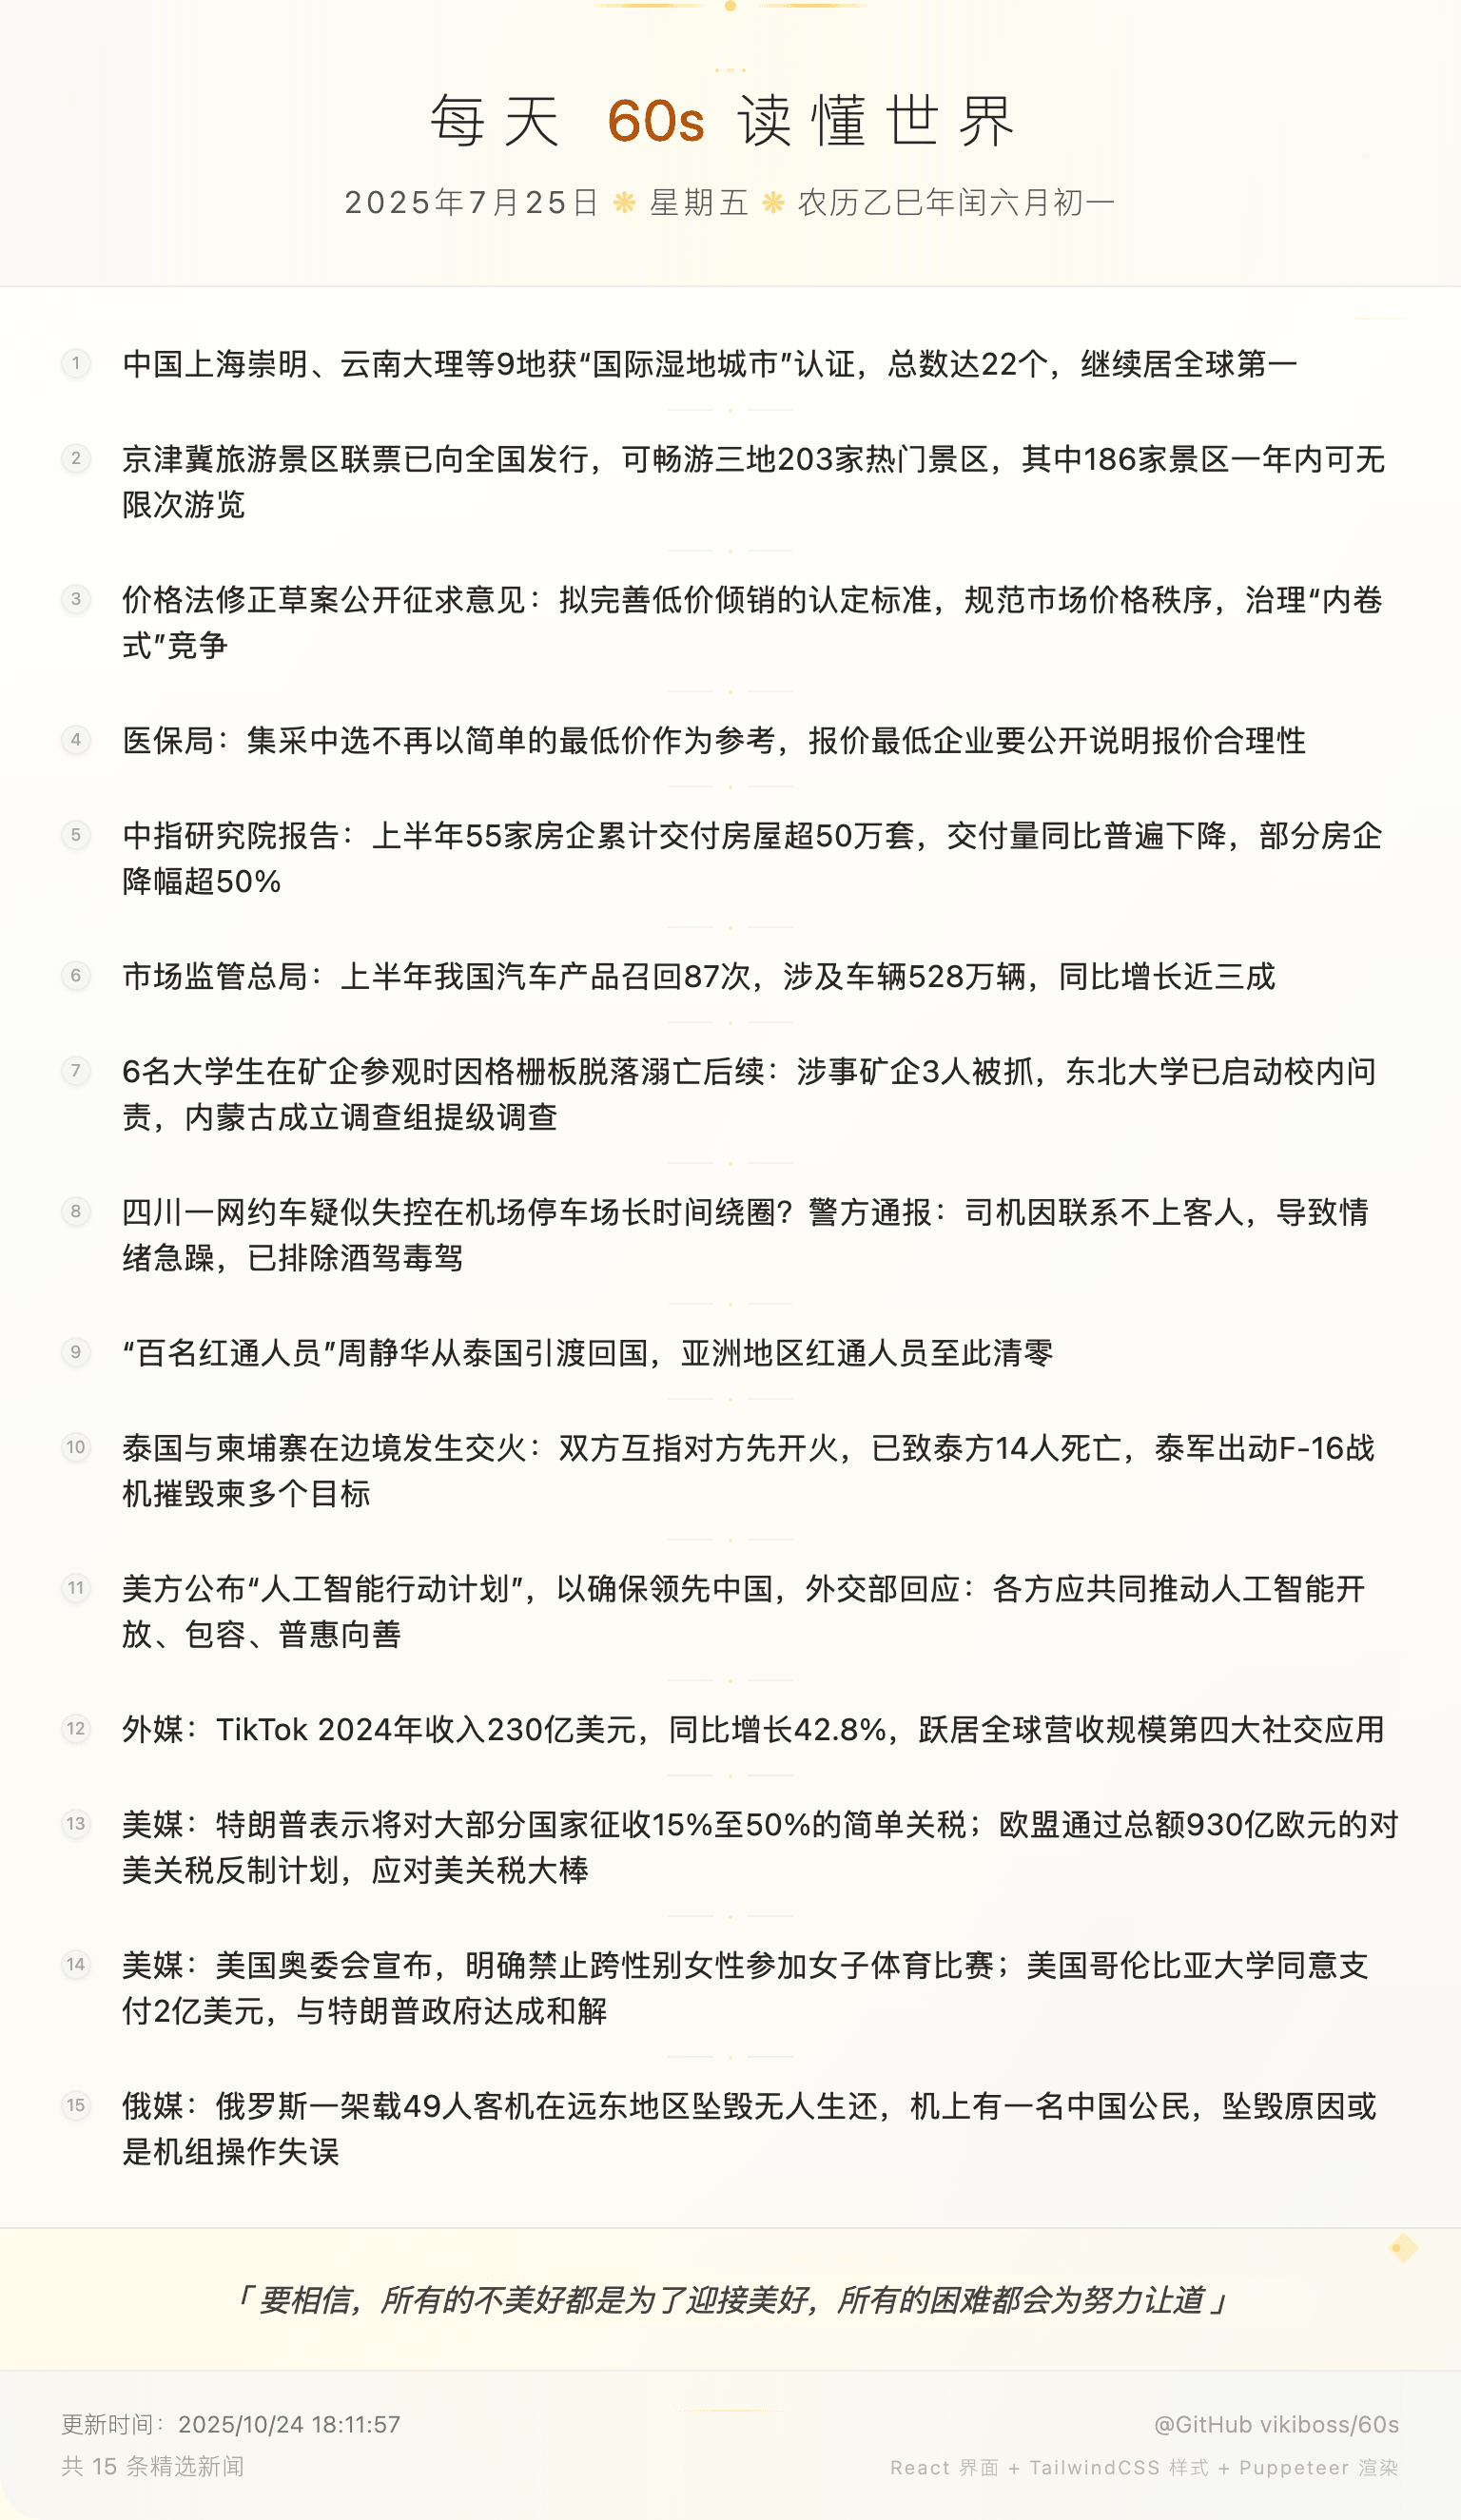 每天 60s 读懂世界
2025年7月25日 ❋ 星期五 ❋ 农历乙巳年闰六月初一
1 中国上海崇明、云南大理等9地获“国际湿地城市”认证，总数达22个，继续居全球第一
2 京津冀旅游景区联票已向全国发行，可畅游三地203家热门景区，其中186家景区一年内可无
限次游览
3 价格法修正草案公开征求意见：拟完善低价倾销的认定标准，规范市场价格秩序，治理“内卷
式”竞争
4 医保局：集采中选不再以简单的最低价作为参考，报价最低企业要公开说明报价合理性
5 中指研究院报告：上半年55家房企累计交付房屋超50万套，交付量同比普遍下降，部分房企
降幅超50%
6 市场监管总局：上半年我国汽车产品召回87次，涉及车辆528万辆，同比增长近三成
7 6名大学生在矿企参观时因格栅板脱落溺亡后续：涉事矿企3人被抓，东北大学已启动校内问
责，内蒙古成立调查组提级调查
8 四川一网约车疑似失控在机场停车场长时间绕圈？警方通报：司机因联系不上客人，导致情
绪急躁，已排除酒驾毒驾
9 “百名红通人员”周静华从泰国引渡回国，亚洲地区红通人员至此清零
10 泰国与柬埔寨在边境发生交火：双方互指对方先开火，已致泰方14人死亡，泰军出动F-16战
机摧毁柬多个目标
11 美方公布“人工智能行动计划”，以确保领先中国，外交部回应：各方应共同推动人工智能开
放、包容、普惠向善
12 外媒：TikTok 2024年收入230亿美元，同比增长42.8%，跃居全球营收规模第四大社交应用
13 美媒：特朗普表示将对大部分国家征收15%至50%的简单关税；欧盟通过总额930亿欧元的对
美关税反制计划，应对美关税大棒
14 美媒：美国奥委会宣布，明确禁止跨性别女性参加女子体育比赛；美国哥伦比亚大学同意支
付2亿美元，与特朗普政府达成和解
15 俄媒：俄罗斯一架载49人客机在远东地区坠毁无人生还，机上有一名中国公民，坠毁原因或
是机组操作失误
「 要相信，所有的不美好都是为了迎接美好，所有的困难都会为努力让道 」
更新时间：2025/10/24 18:11:57
@GitHub vikiboss/60s
共 15 条精选新闻
React 界面 + TailwindCSS 样式 + Puppeteer 渲染